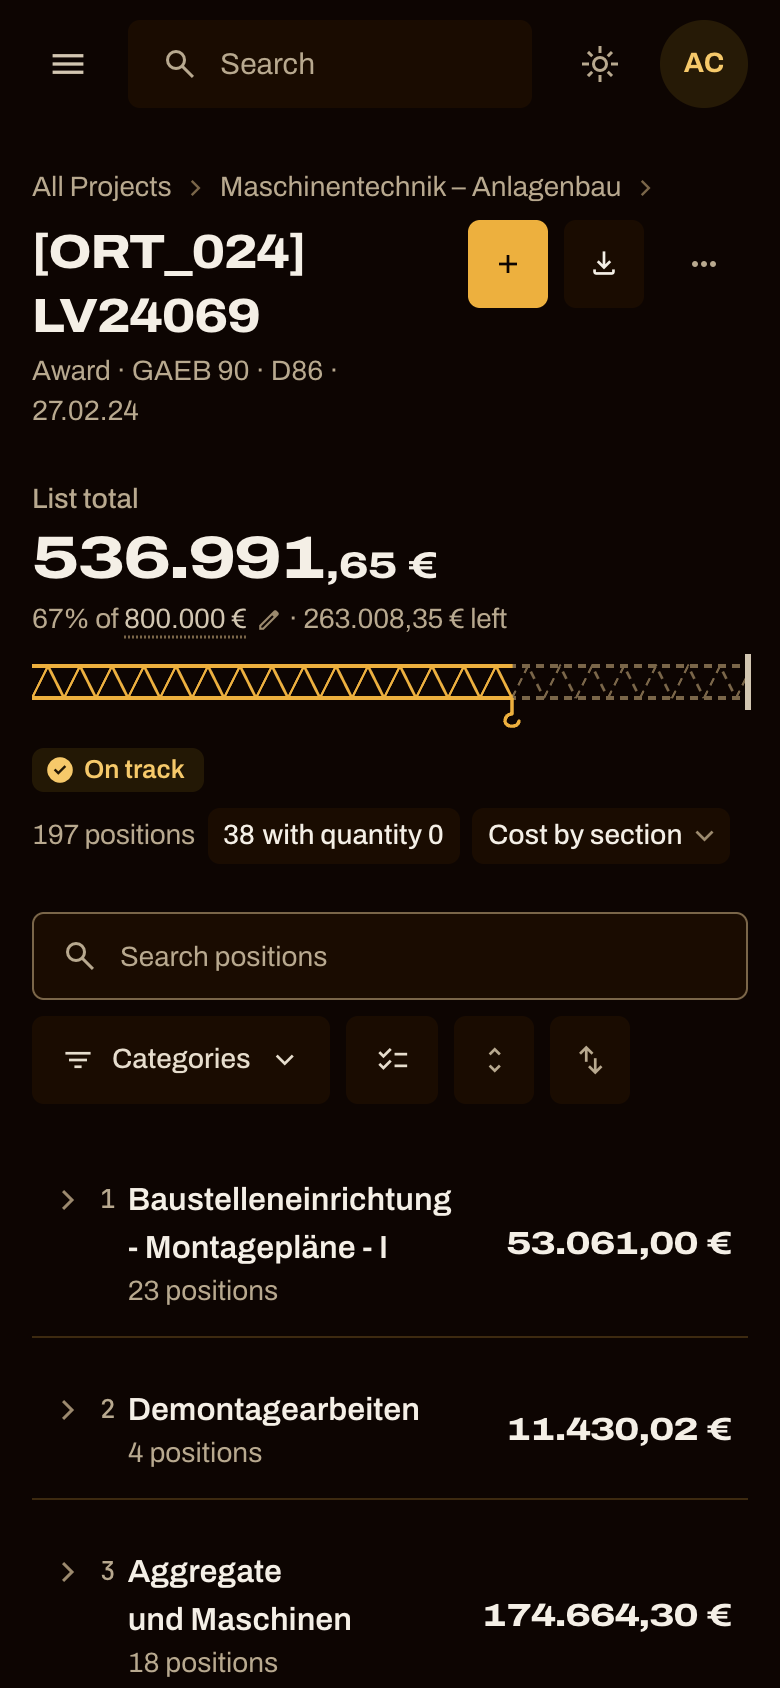 Search
AC
All Projects > Maschinentechnik – Anlagenbau >
[ORT_024]
LV24069
Award · GAEB 90 · D86 ·
27.02.24
List total
536.991,65 €
67% of 800.000 € · 263.008,35 € left
On track
197 positions 38 with quantity 0 Cost by section
Search positions
Categories
1 Baustelleneinrichtung
- Montagepläne - I
53.061,00 €
23 positions
2 Demontagearbeiten
11.430,02 €
4 positions
3 Aggregate
und Maschinen
174.664,30 €
18 positions